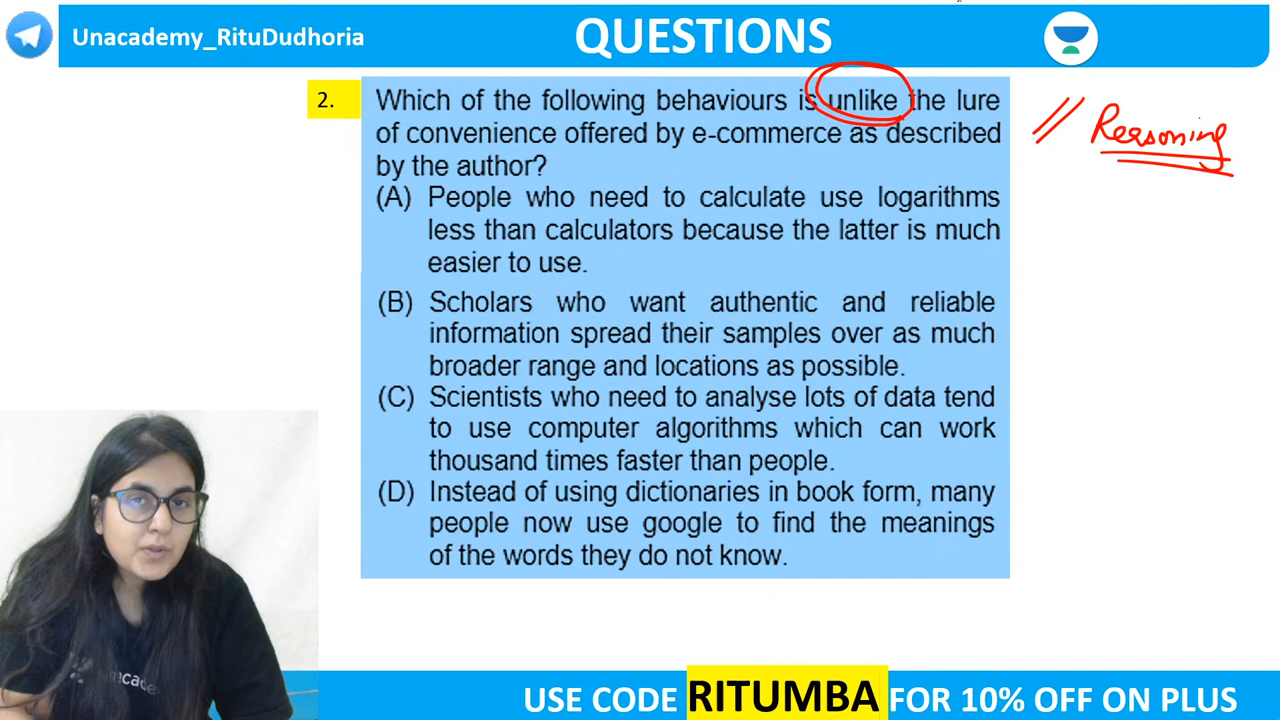 Unacademy_RituDudhoria
QUESTIONS
2.
Which of the following behaviours is unlike the lure
of convenience offered by e-commerce as described
by the author?
(A) People who need to calculate use logarithms
less than calculators because the latter is much
easier to use.
(B) Scholars who want authentic and reliable
information spread their samples over as much
broader range and locations as possible.
(C) Scientists who need to analyse lots of data tend
to use computer algorithms which can work
thousand times faster than people.
(D) Instead of using dictionaries in book form, many
people now use google to find the meanings
of the words they do not know.
// Reasoning
USE CODE RITUMBA FOR 10% OFF ON PLUS